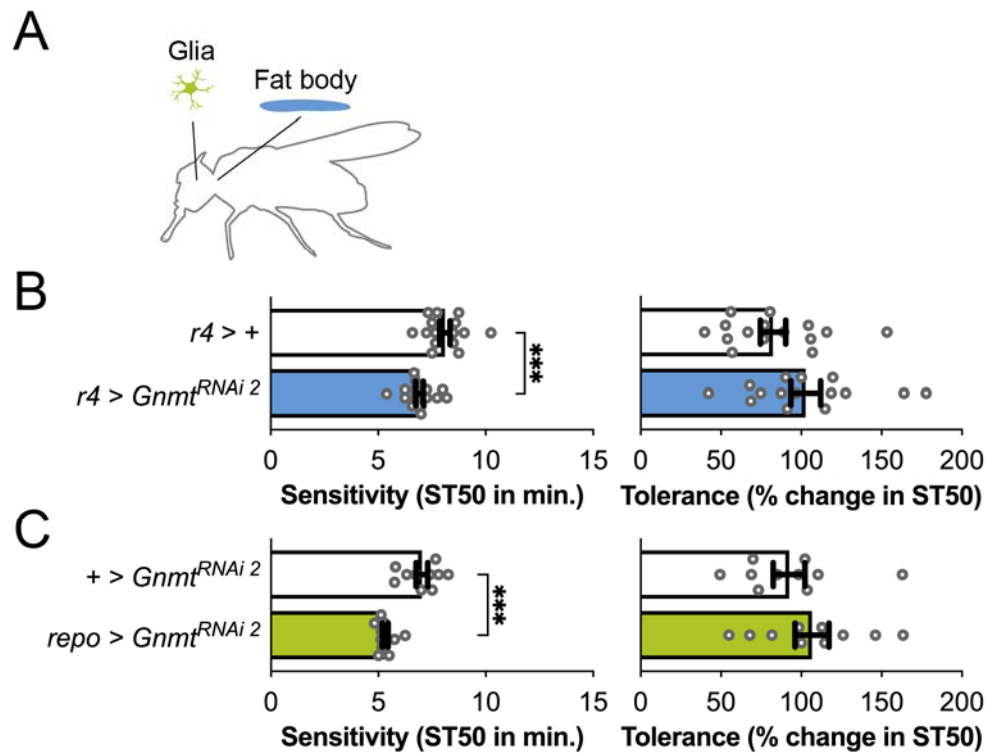 A
Glia
Fat body
B
r4 > +
r4 > Gnmt^RNAi 2
***
0 5 10 15
Sensitivity (ST50 in min.)
0 50 100 150 200
Tolerance (% change in ST50)
C
+ > Gnmt^RNAi 2
repo > Gnmt^RNAi 2
***
0 5 10 15
Sensitivity (ST50 in min.)
0 50 100 150 200
Tolerance (% change in ST50)